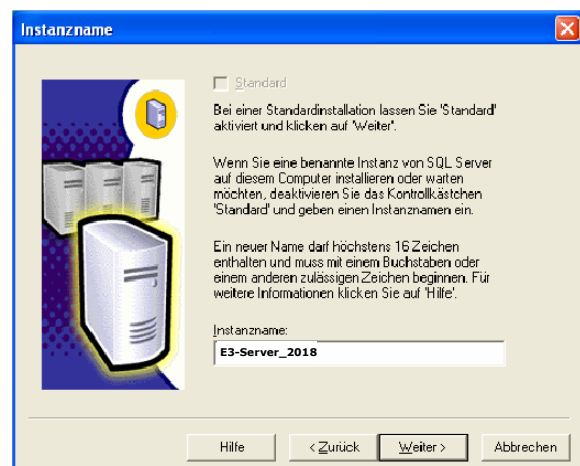 Instanzname
Standard
Bei einer Standardinstallation lassen Sie 'Standard'
aktiviert und klicken auf 'Weiter'.
Wenn Sie eine benannte Instanz von SQL Server
auf diesem Computer installieren oder warten
möchten, deaktivieren Sie das Kontrollkästchen
'Standard' und geben einen Instanznamen ein.
Ein neuer Name darf höchstens 16 Zeichen
enthalten und muss mit einem Buchstaben oder
einem anderen zulässigen Zeichen beginnen. Für
weitere Informationen klicken Sie auf 'Hilfe'.
Instanzname:
E3-Server_2018
Hilfe
< Zurück
Weiter >
Abbrechen